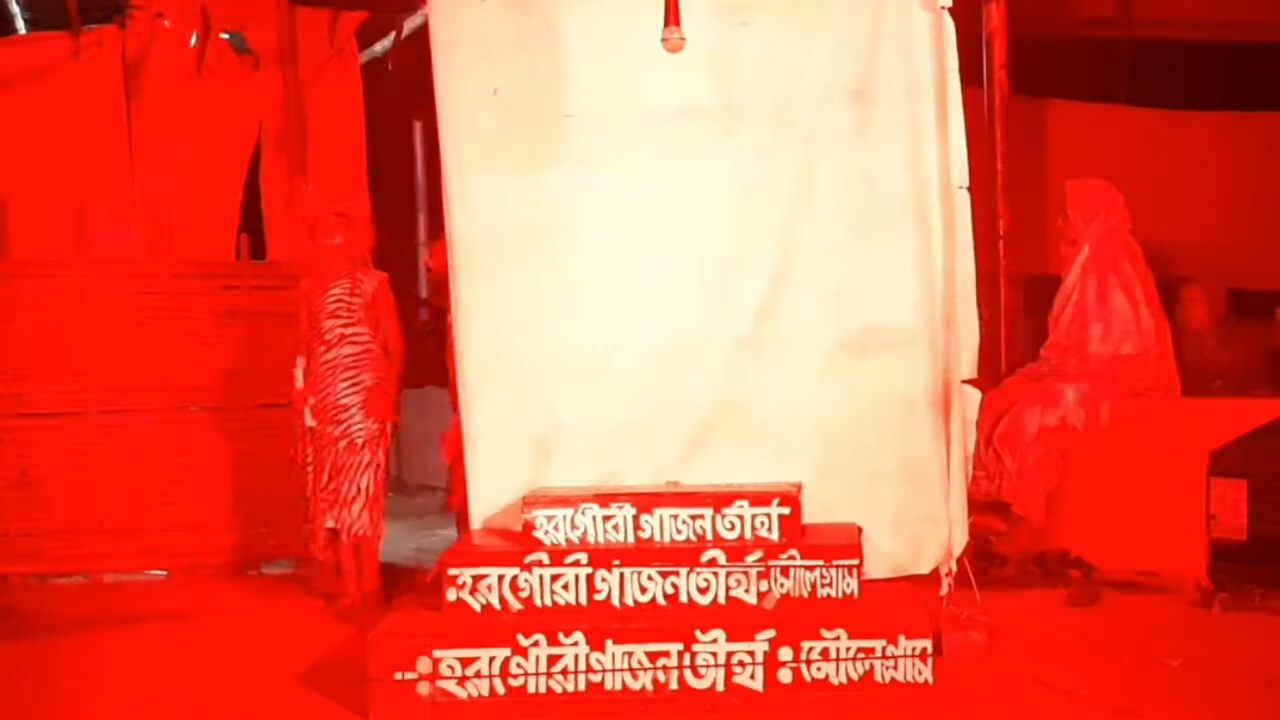 হরগৌরী গাজন তীর্থ
হরগৌরী গাজন তীর্থ মৌলেগ্রাম
হরগৌরী গাজন তীর্থ : মৌলেগ্রাম